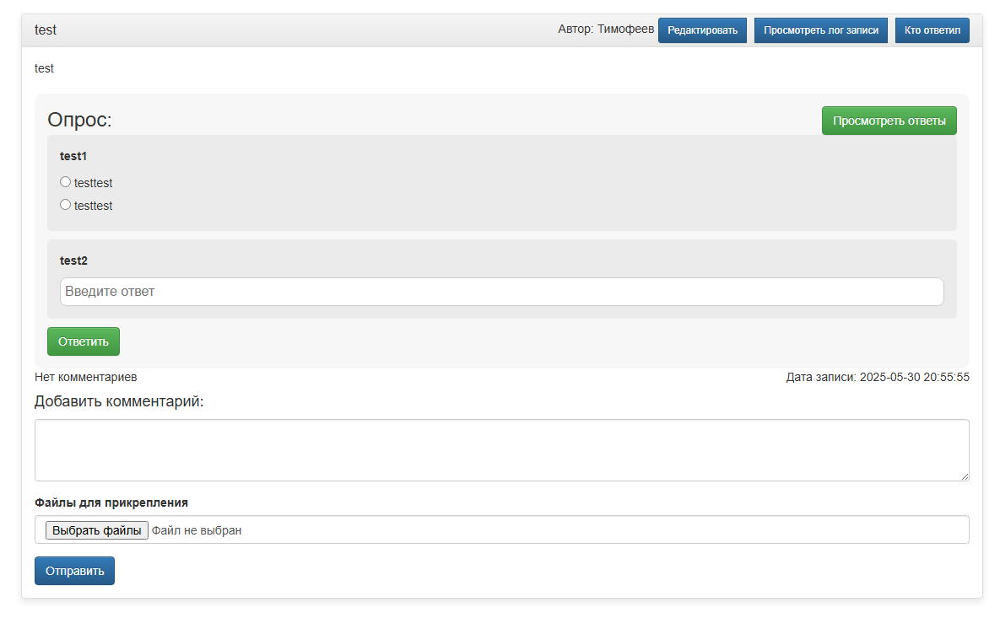 test
Автор: Тимофеев Редактировать Просмотреть лог записи Кто ответил
test
Опрос: Просмотреть ответы
test1
testtest
testtest
test2
Введите ответ
Ответить
Нет комментариев Дата записи: 2025-05-30 20:55:55
Добавить комментарий:
Файлы для прикрепления
Выбрать файлы Файл не выбран
Отправить